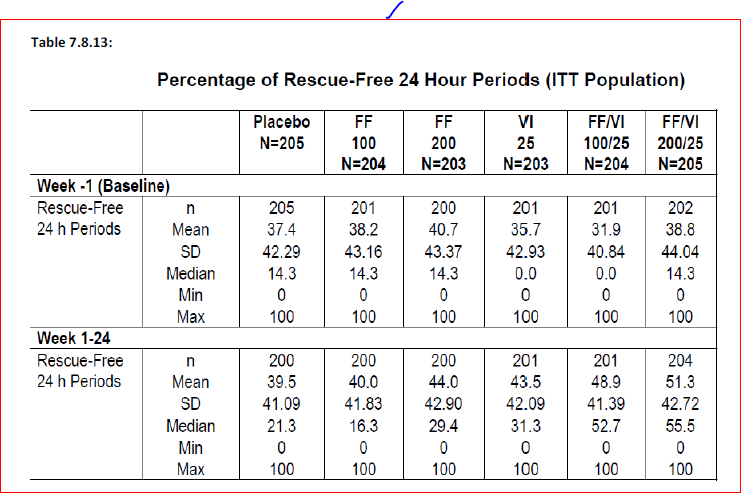 Table 7.8.13:
Percentage of Rescue-Free 24 Hour Periods (ITT Population)
Placebo FF FF VI FF/VI FF/VI
N=205 100 200 25 100/25 200/25
N=204 N=203 N=203 N=204 N=205
Week -1 (Baseline)
Rescue-Free n 205 201 200 201 201 202
24 h Periods Mean 37.4 38.2 40.7 35.7 31.9 38.8
SD 42.29 43.16 43.37 42.93 40.84 44.04
Median 14.3 14.3 14.3 0.0 0.0 14.3
Min 0 0 0 0 0 0
Max 100 100 100 100 100 100
Week 1-24
Rescue-Free n 200 200 200 201 201 204
24 h Periods Mean 39.5 40.0 44.0 43.5 48.9 51.3
SD 41.09 41.83 42.90 42.09 41.39 42.72
Median 21.3 16.3 29.4 31.3 52.7 55.5
Min 0 0 0 0 0 0
Max 100 100 100 100 100 100